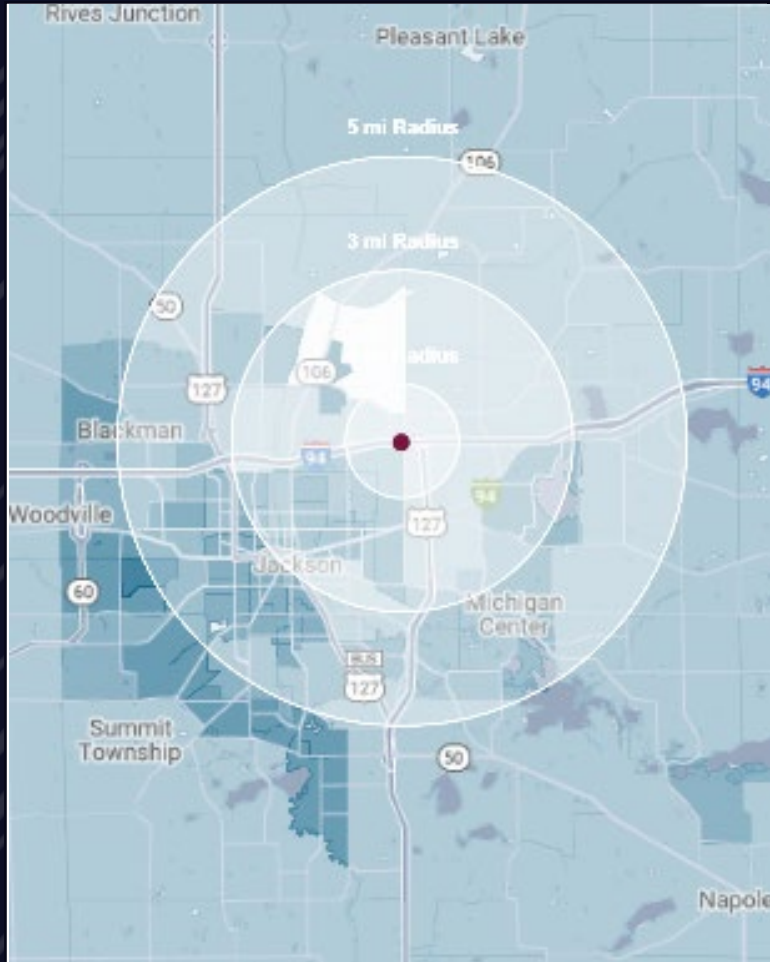 Rives Junction
Pleasant Lake
5 mi Radius
106
3 mi Radius
50
Radius
106
127
94
Blackman
94
94
Woodville
127
Jackson
60
Michigan
Center
BUS
127
Summit
Township
50
Napole